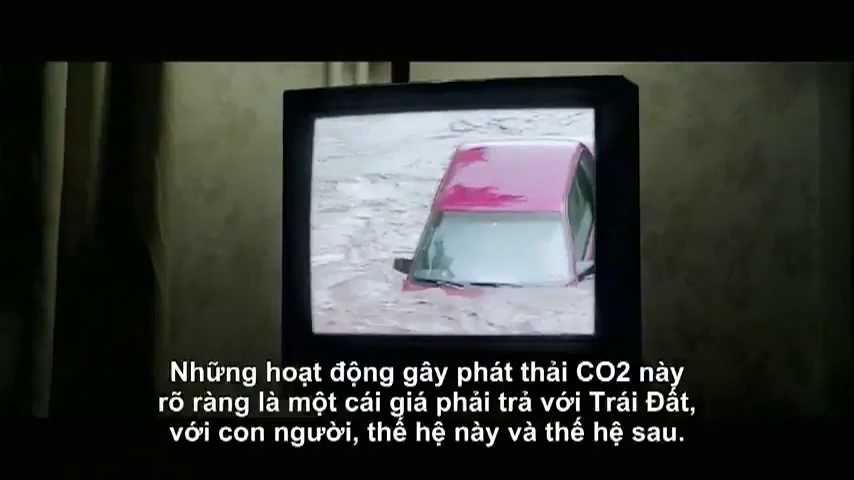 Những hoạt động gây phát thải CO2 này
rõ ràng là một cái giá phải trả với Trái Đất,
với con người, thế hệ này và thế hệ sau.